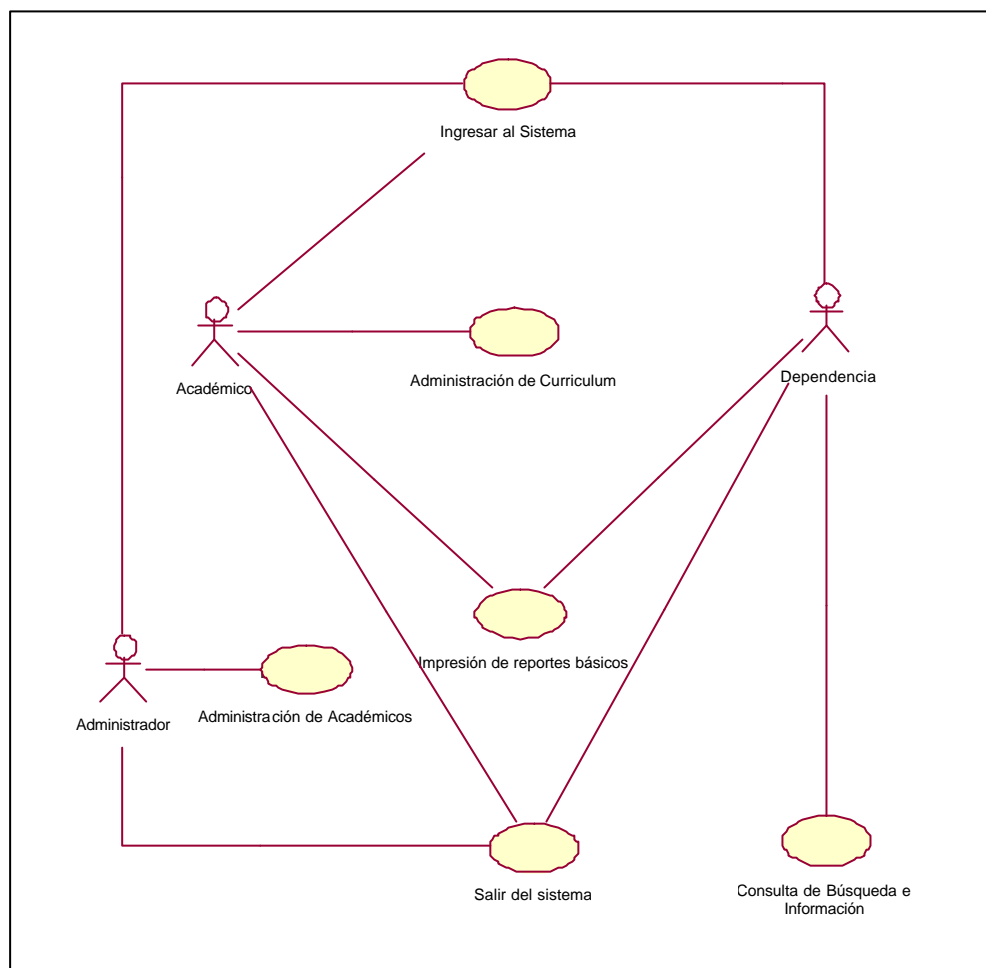 Ingresar al Sistema
Académico
Administración de Curriculum
Dependencia
Impresión de reportes básicos
Administrador
Administración de Académicos
Salir del sistema
Consulta de Búsqueda e
Información